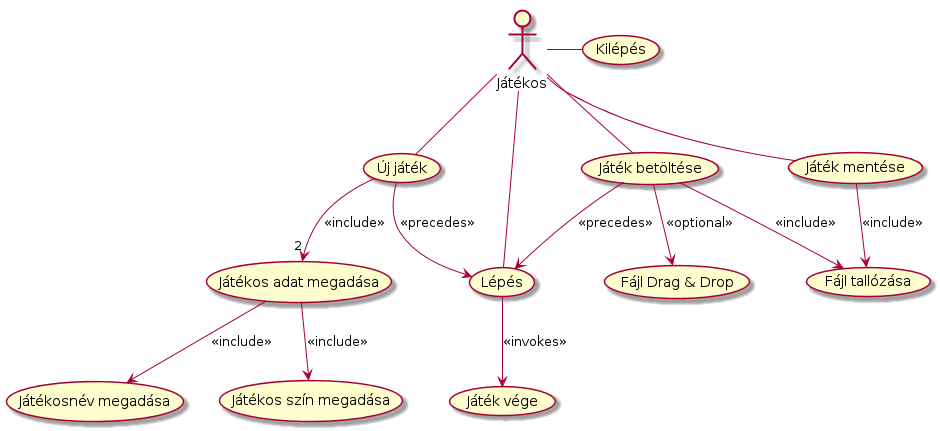 Kilépés
Játékos
Új játék
Játék betöltése
Játék mentése
«include»
«precedes»
«precedes»
«optional»
«include»
«include»
2
Játékos adat megadása
Lépés
Fájl Drag & Drop
Fájl tallózása
«include»
«include»
«invokes»
Játékosnév megadása
Játékos szín megadása
Játék vége